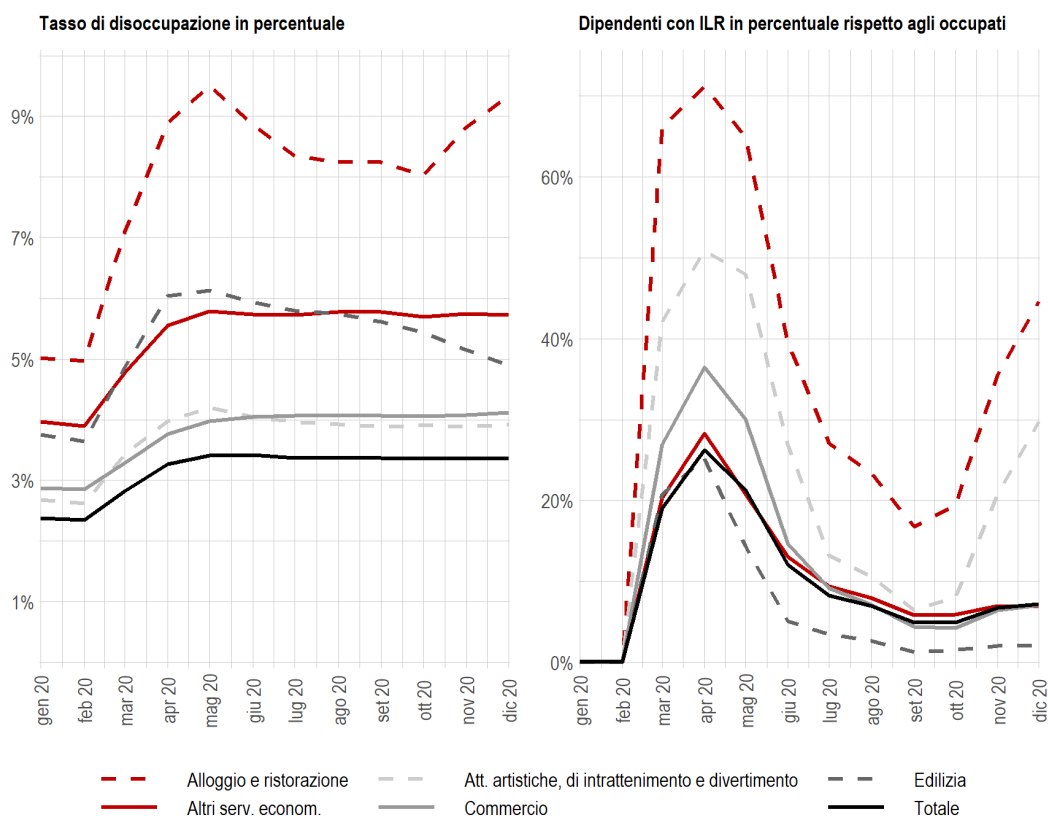 Tasso di disoccupazione in percentuale
9%
7%
5%
3%
1%
gen 20
feb 20
mar 20
apr 20
mag 20
giu 20
lug 20
ago 20
set 20
ott 20
nov 20
dic 20
Dipendenti con ILR in percentuale rispetto agli occupati
60%
40%
20%
0%
gen 20
feb 20
mar 20
apr 20
mag 20
giu 20
lug 20
ago 20
set 20
ott 20
nov 20
dic 20
Alloggio e ristorazione
Att. artistiche, di intrattenimento e divertimento
Edilizia
Altri serv. econom.
Commercio
Totale